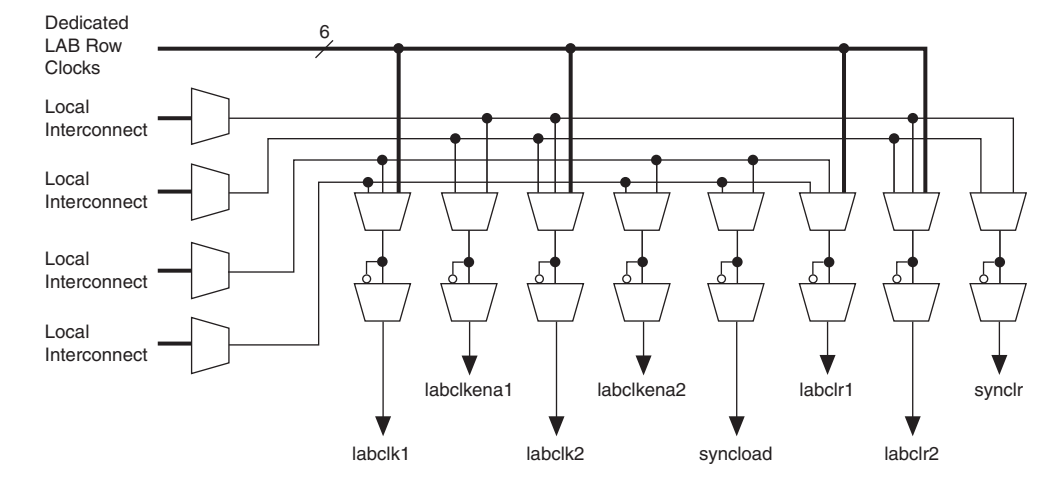 Dedicated
LAB Row
Clocks
6
Local
Interconnect
Local
Interconnect
Local
Interconnect
Local
Interconnect
labclkena1
labclkena2
labclr1
synclr
labclk1
labclk2
syncload
labclr2